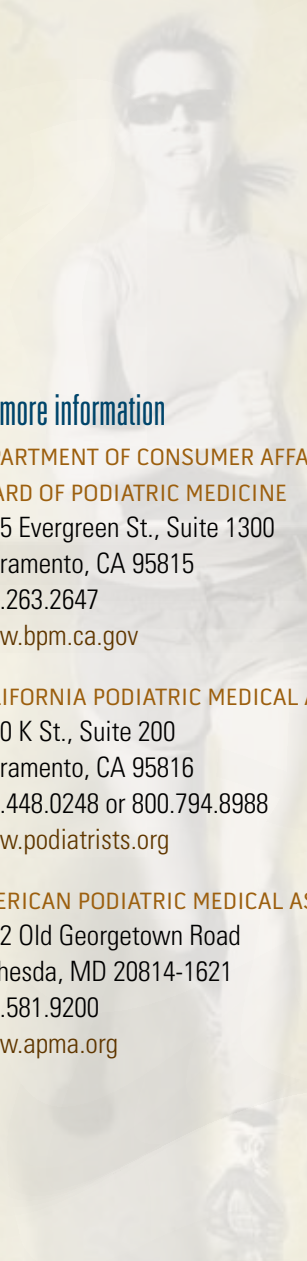 more information
PARTMENT OF CONSUMER AFFA
ARD OF PODIATRIC MEDICINE
5 Evergreen St., Suite 1300
ramento, CA 95815
.263.2647
w.bpm.ca.gov
LIFORNIA PODIATRIC MEDICAL A
0 K St., Suite 200
ramento, CA 95816
.448.0248 or 800.794.8988
w.podiatrists.org
ERICAN PODIATRIC MEDICAL AS
2 Old Georgetown Road
hesda, MD 20814-1621
.581.9200
w.apma.org